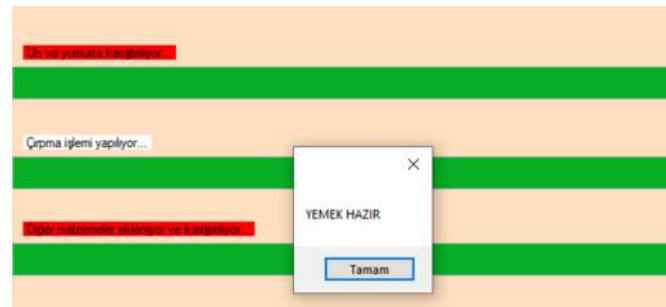 Un ve yumurta karıştırılıyor...
Çırpma işlemi yapılıyor...
YEMEK HAZIR
Diğer malzemeler ekleniyor ve karıştırılıyor...
Tamam